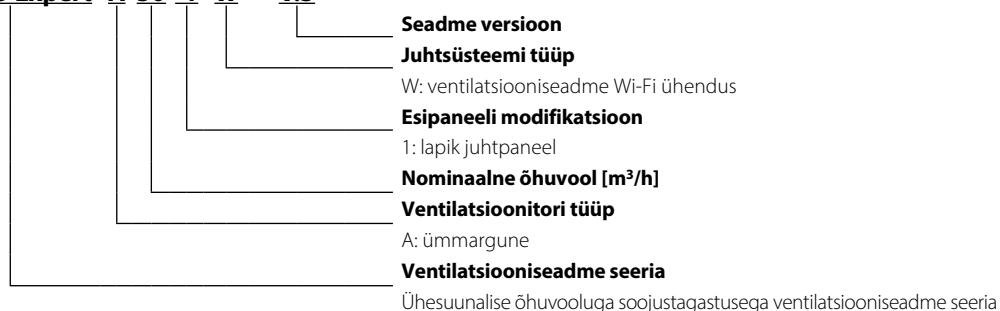 Seadme versioon
Juhtsüsteemi tüüp
W: ventilatsiooniseadme Wi-Fi ühendus
Esipaneeli modifikatsioon
1: lapik juhtpaneel
Nominaalne õhuvool [m³/h]
Ventilatsioonitori tüüp
A: ümmargune
Ventilatsiooniseadme seeria
Ühesuunalise õhuvooluga soojustagastusega ventilatsiooniseadme seeria